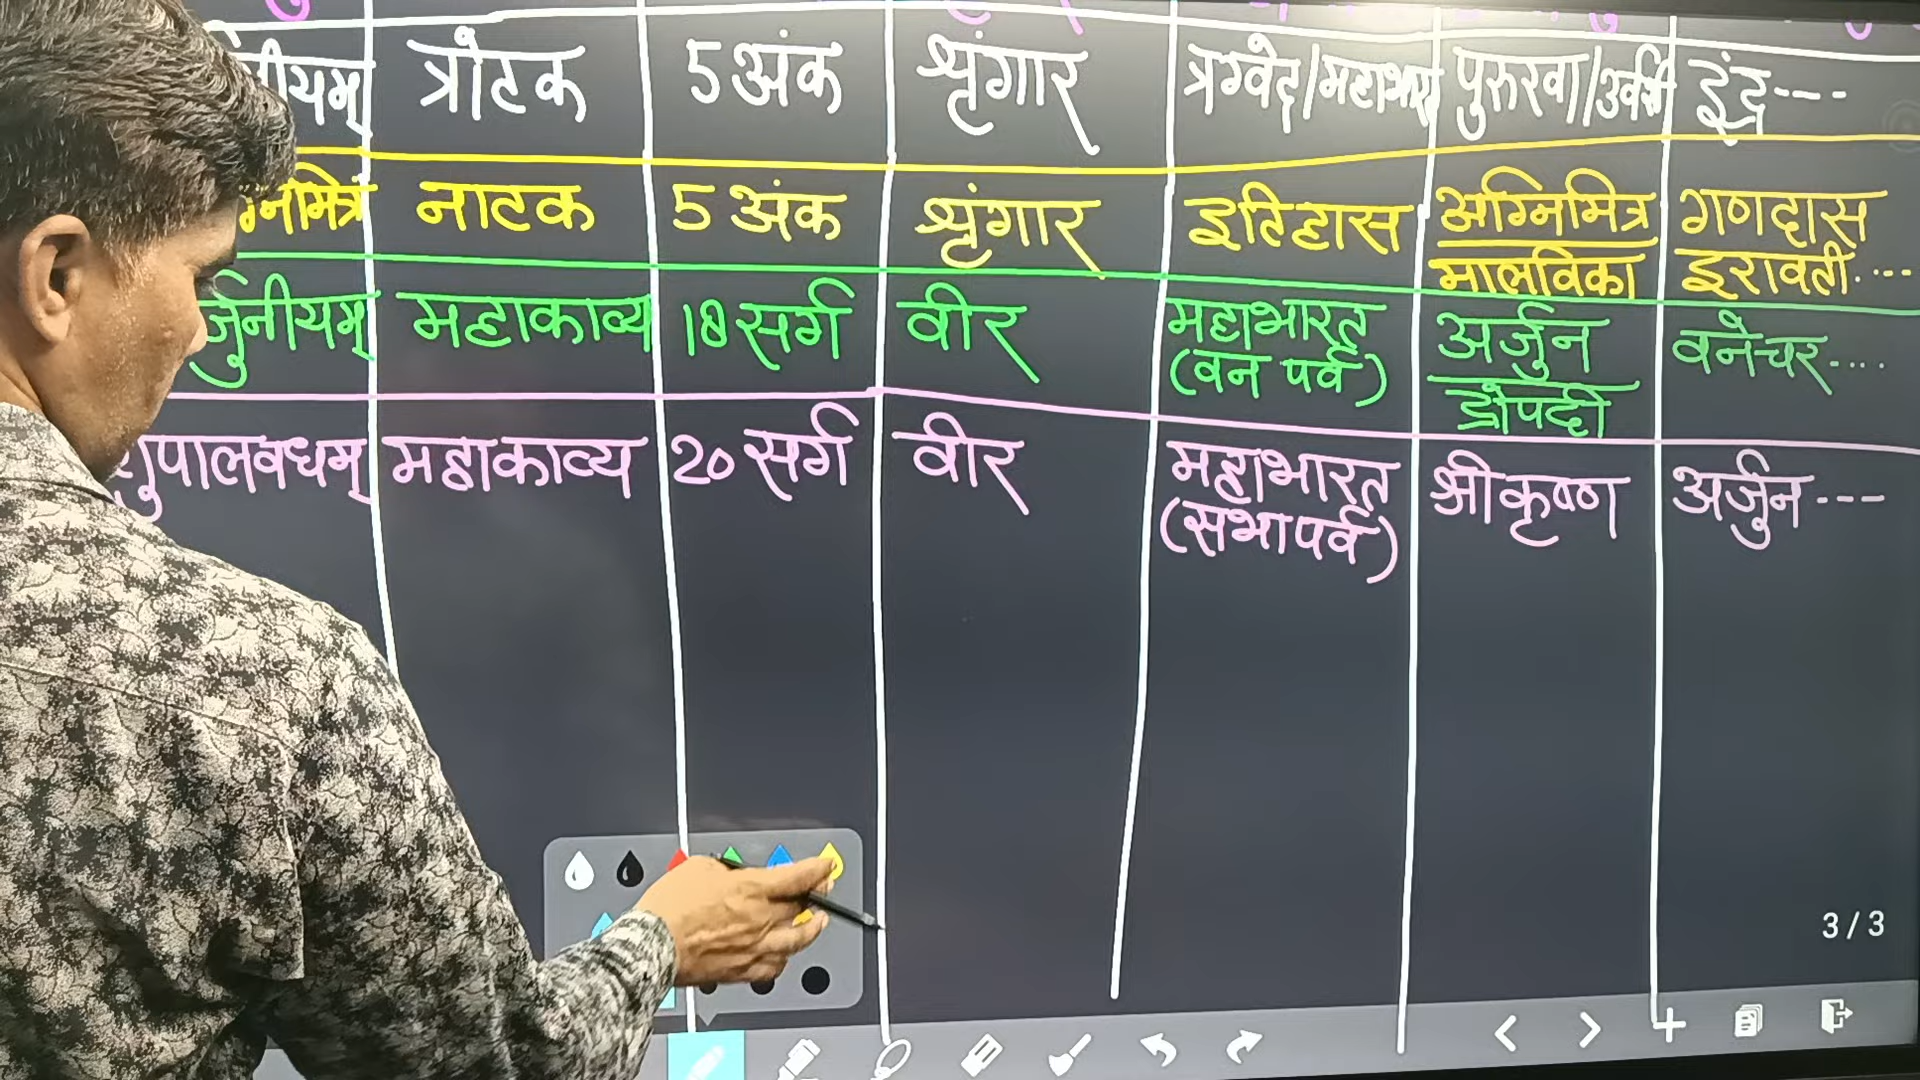 त्रोटक 5 अंक श्रृंगार ऋग्वेद/महाभारत पुरुरवा/उर्वशी इंद्र---
नाटक 5 अंक श्रृंगार इतिहास अग्निमित्र गणदास
मालविका इरावती....
महाकाव्य 18 सर्ग वीर महाभारत अर्जुन वनेचर....
(वन पर्व) द्रोपदी
महाकाव्य 20 सर्ग वीर महाभारत श्रीकृष्ण अर्जुन---
(सभापर्व)
3/3